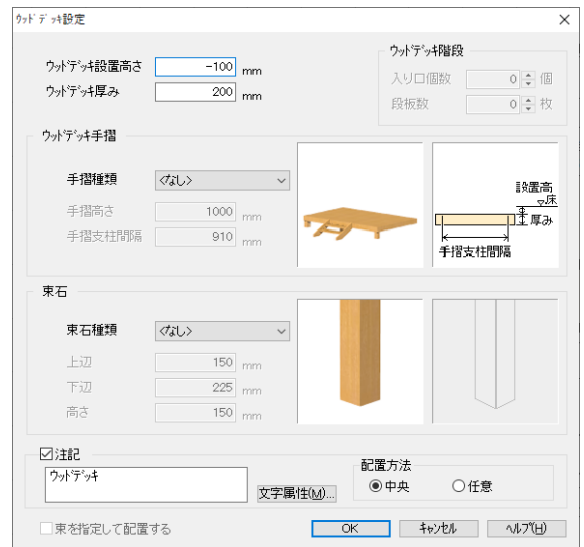 ｳｯﾄﾞﾃﾞｯｷ設定
ｳｯﾄﾞﾃﾞｯｷ設置高さ -100 mm
ｳｯﾄﾞﾃﾞｯｷ厚み 200 mm
ｳｯﾄﾞﾃﾞｯｷ階段
入り口個数 0 個
段板数 0 枚
ｳｯﾄﾞﾃﾞｯｷ手摺
手摺種類 <なし>
手摺高さ 1000 mm
手摺支柱間隔 910 mm
設置高
▽床
厚み
手摺支柱間隔
束石
束石種類 <なし>
上辺 150 mm
下辺 225 mm
高さ 150 mm
注記
ｳｯﾄﾞﾃﾞｯｷ
文字属性(M)...
配置方法
中央 任意
束を指定して配置する
OK ｷｬﾝｾﾙ ﾍﾙﾌﾟ(H)